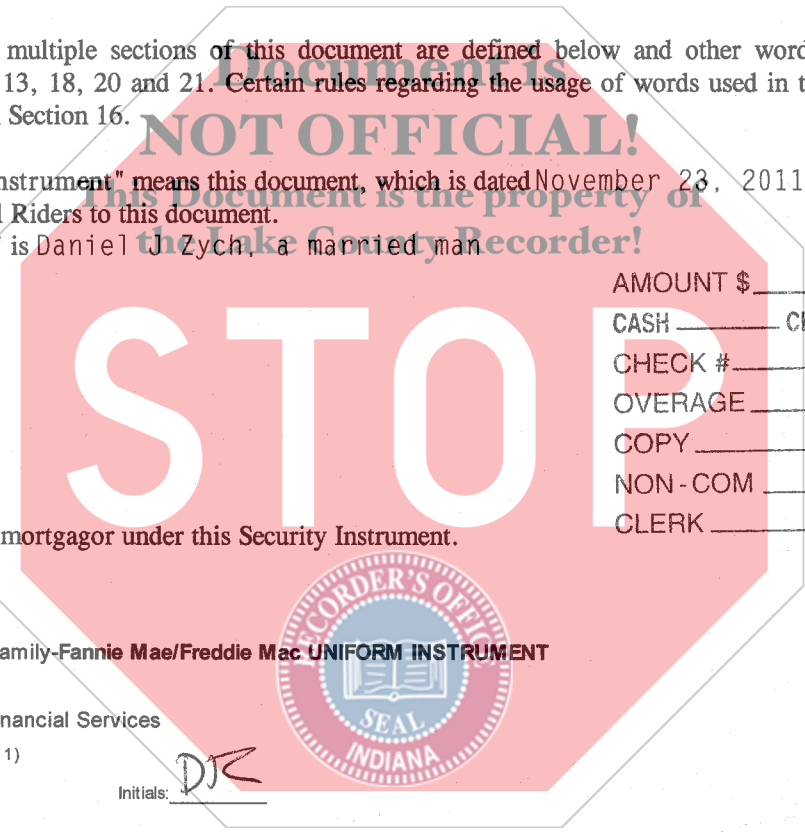 multiple sections of this document are defined below and other word
13, 18, 20 and 21. Certain rules regarding the usage of words used in t
Section 16.
Document is
NOT OFFICIAL!
This Document is the property of
the Lake County Recorder!
nstrument" means this document, which is dated November 23, 2011
Riders to this document.
" is Daniel J Zych, a married man
AMOUNT $
CASH
CHECK #
OVERAGE
COPY
NON-COM
CLERK
STOP
mortgagor under this Security Instrument.
RECORDER'S OFFICE
SEAL
INDIANA
amily-Fannie Mae/Freddie Mac UNIFORM INSTRUMENT
nancial Services
1)
Initials: DJZ